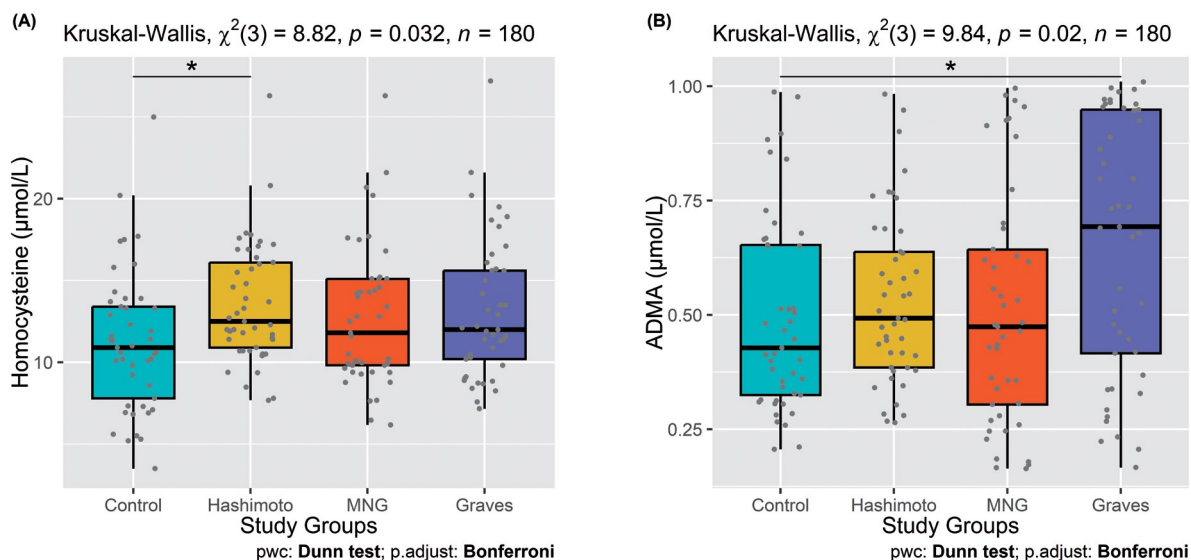 (A)
Kruskal-Wallis, χ²(3) = 8.82, p = 0.032, n = 180
Homocysteine (μmol/L)
20
10
*
Control Hashimoto MNG Graves
Study Groups
pwc: Dunn test; p.adjust: Bonferroni
(B)
Kruskal-Wallis, χ²(3) = 9.84, p = 0.02, n = 180
ADMA (μmol/L)
1.00
0.75
0.50
0.25
*
Control Hashimoto MNG Graves
Study Groups
pwc: Dunn test; p.adjust: Bonferroni